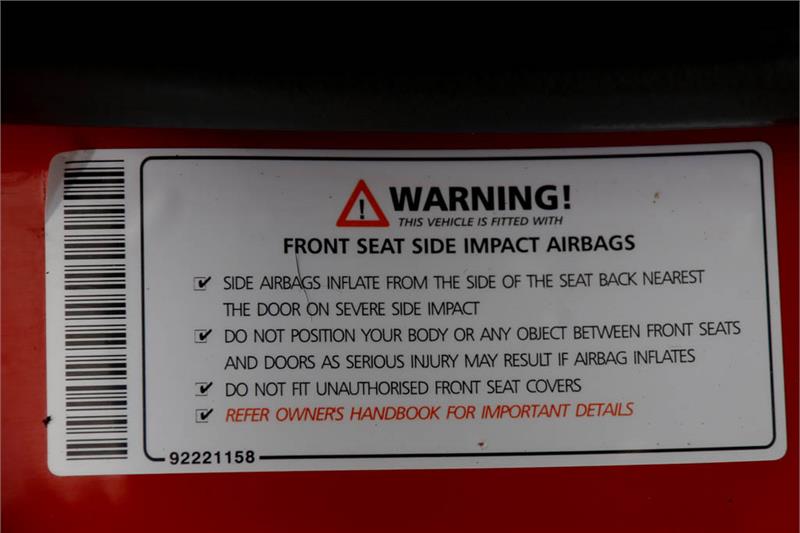 WARNING!
THIS VEHICLE IS FITTED WITH
FRONT SEAT SIDE IMPACT AIRBAGS
SIDE AIRBAGS INFLATE FROM THE SIDE OF THE SEAT BACK NEAREST
THE DOOR ON SEVERE SIDE IMPACT
DO NOT POSITION YOUR BODY OR ANY OBJECT BETWEEN FRONT SEATS
AND DOORS AS SERIOUS INJURY MAY RESULT IF AIRBAG INFLATES
DO NOT FIT UNAUTHORISED FRONT SEAT COVERS
REFER OWNER'S HANDBOOK FOR IMPORTANT DETAILS
92221158